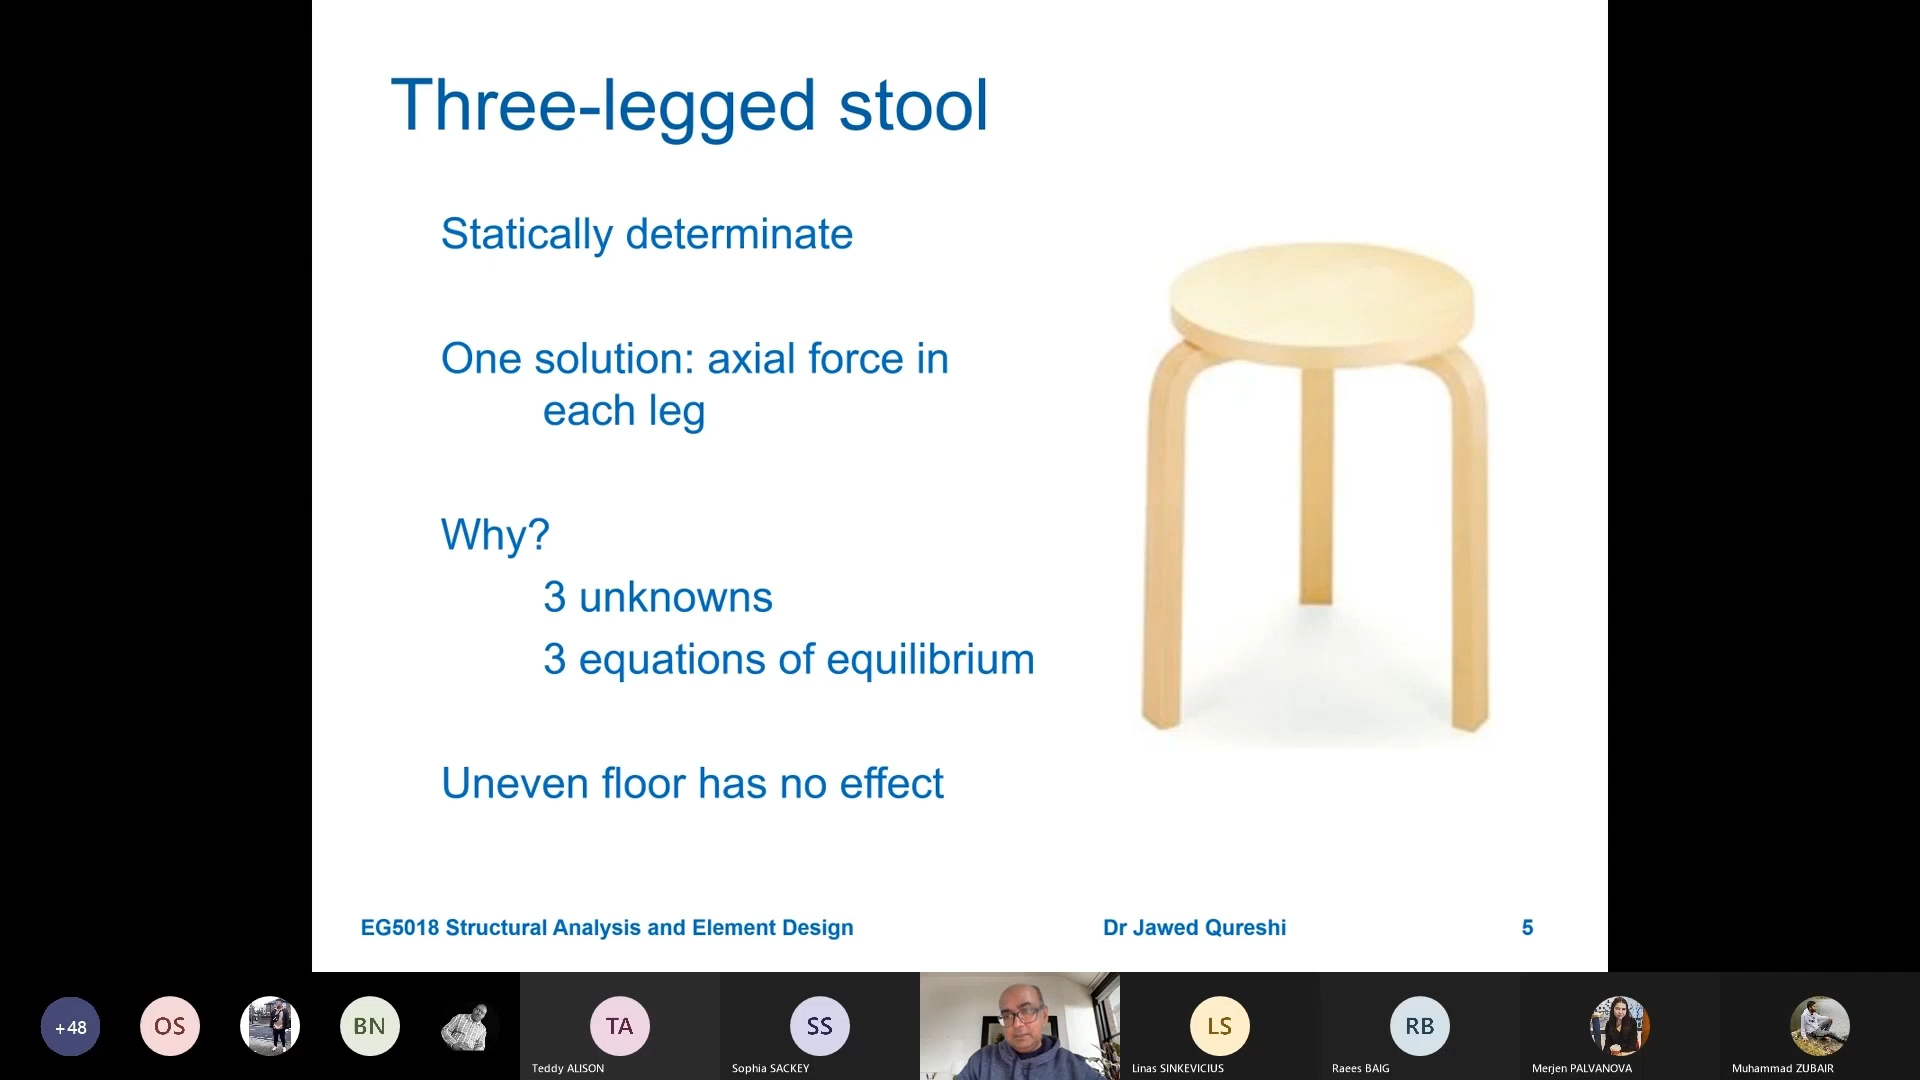 Three-legged stool
Statically determinate
One solution: axial force in
each leg
Why?
3 unknowns
3 equations of equilibrium
Uneven floor has no effect
EG5018 Structural Analysis and Element Design
Dr Jawed Qureshi
5
+48
OS
BN
TA
SS
LS
RB
Teddy ALISON
Sophia SACKEY
Linas SINKEVICIUS
Raees BAIG
Merjen PALVANOVA
Muhammad ZUBAIR